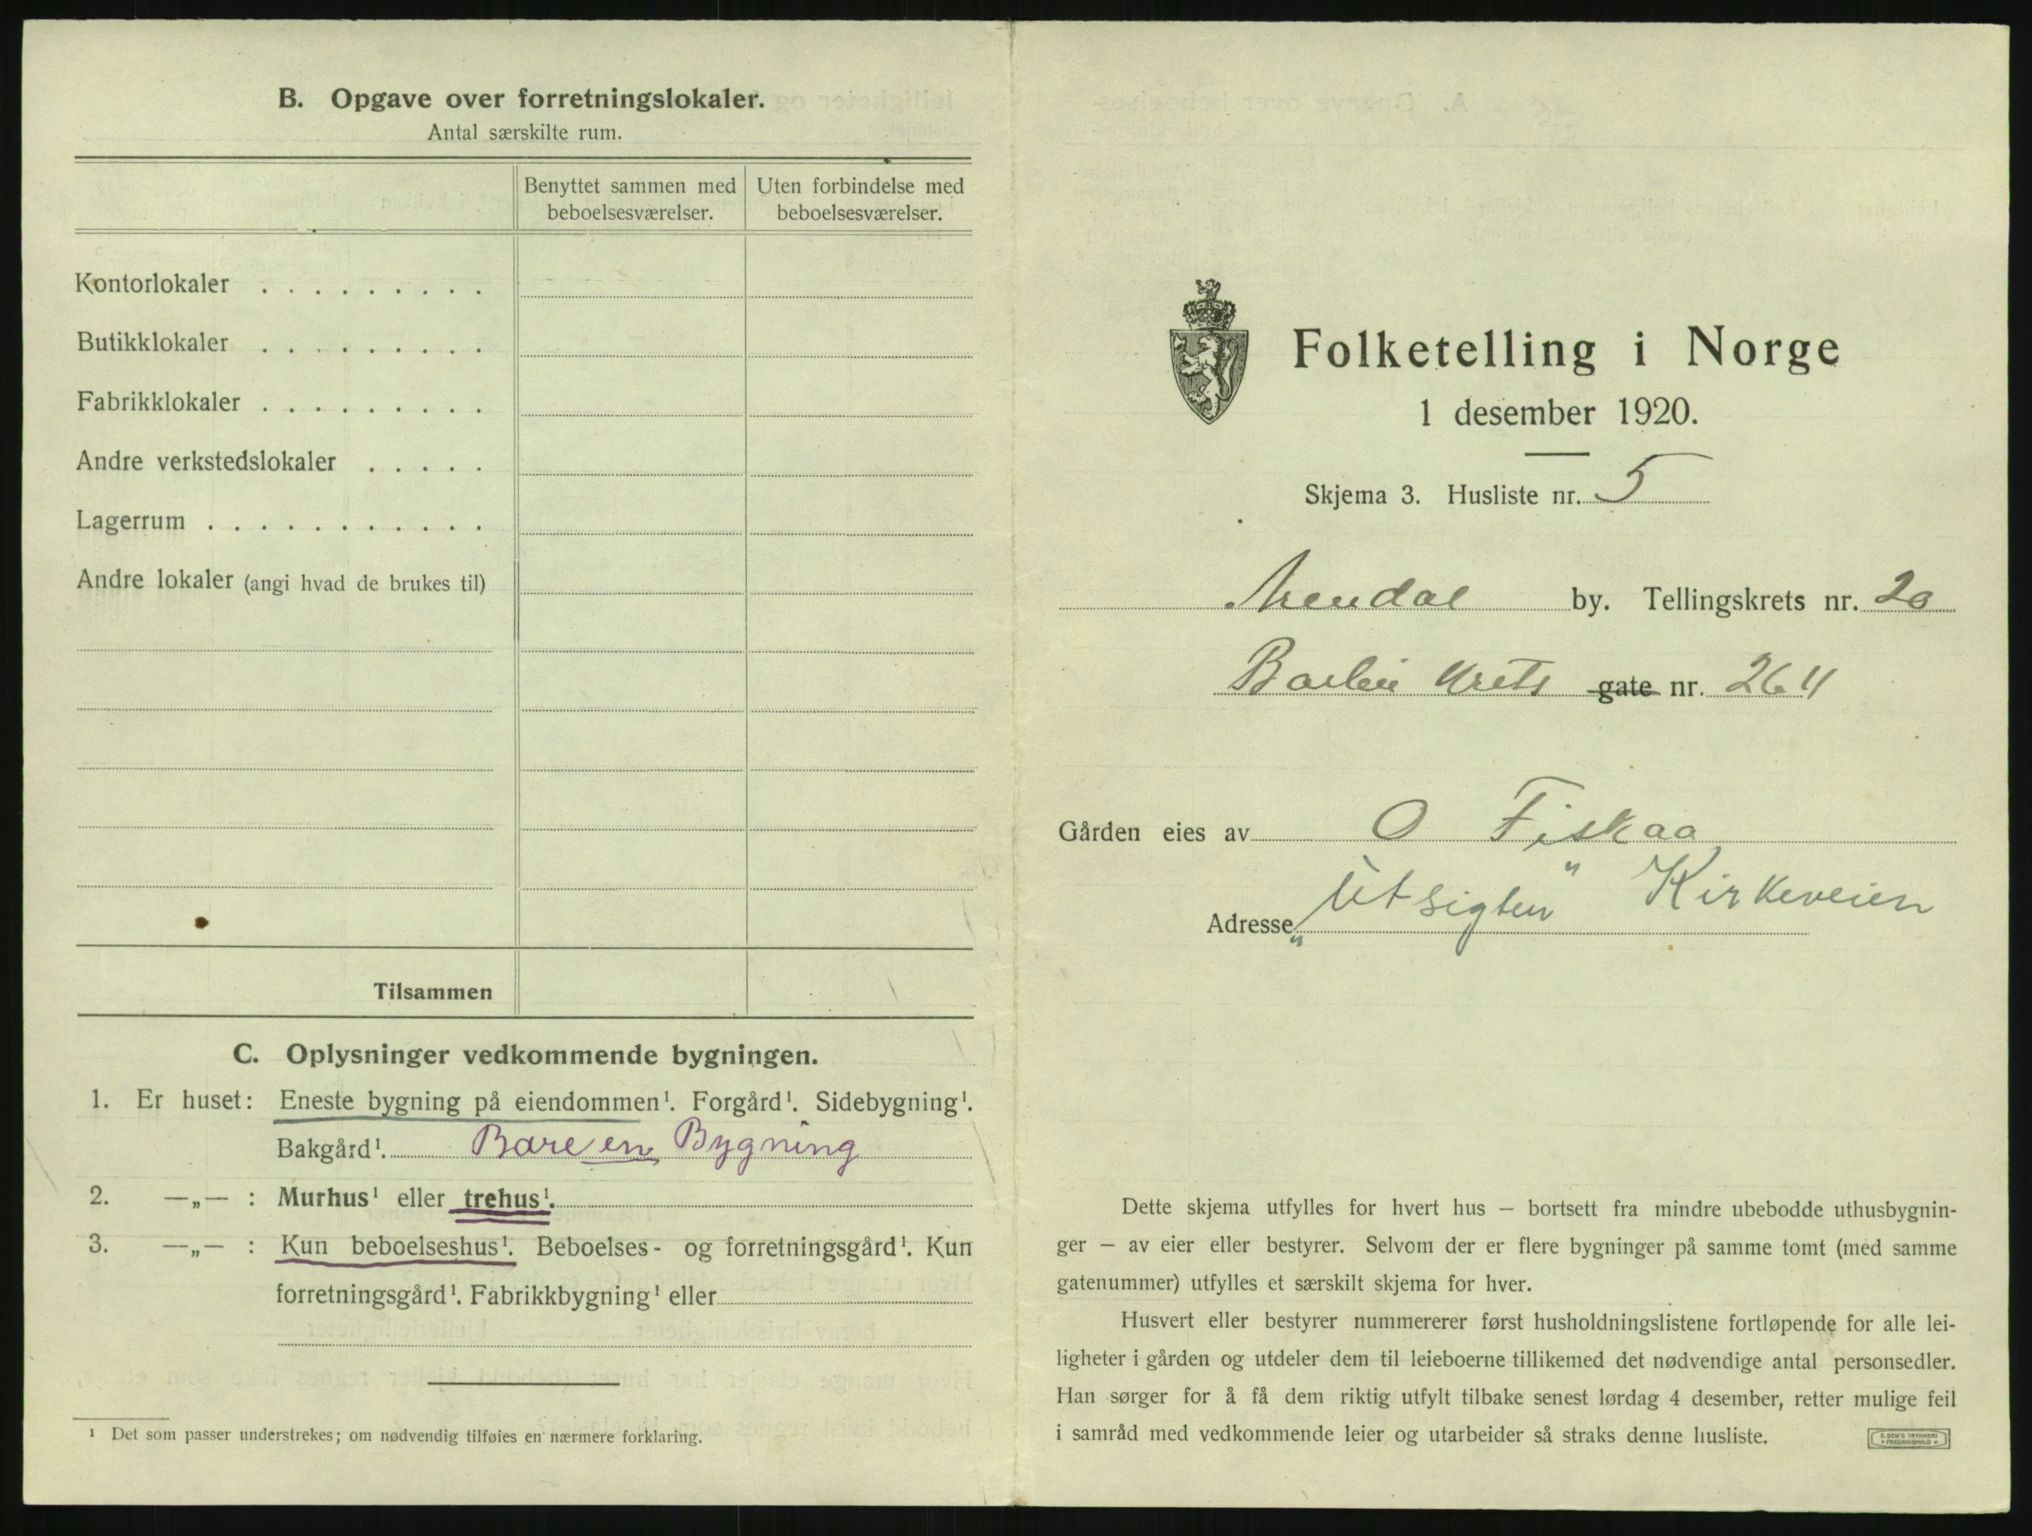 B. Opgave over forretningslokaler.
Antal særskilte rum.
Benyttet sammen med beboelsesværelser.
Uten forbindelse med beboelsesværelser.
Kontorlokaler . . . . . . . . .
Butikklokaler . . . . . . . . .
Fabrikklokaler . . . . . . . . .
Andre verkstedslokaler . . . . .
Lagerrum . . . . . . . . . . .
Andre lokaler (angi hvad de brukes til)
Tilsammen
C. Oplysninger vedkommende bygningen.
1. Er huset: Eneste bygning på eiendommen¹. Forgård¹. Sidebygning¹.
Bakgård¹. Bare en Bygning
2. —„— : Murhus¹ eller trehus¹.
3. —„— : Kun beboelseshus¹. Beboelses- og forretningsgård¹. Kun
forretningsgård¹. Fabrikkbygning¹ eller
¹ Det som passer understrekes; om nødvendig tilføies en nærmere forklaring.
Folketelling i Norge
1 desember 1920.
Skjema 3. Husliste nr. 5
Arendal by. Tellingskrets nr. 20
Krets gate nr. 264
Gården eies av O Fiskaa
Adresse „Utsigten" Kirkeveien
Dette skjema utfylles for hvert hus – bortsett fra mindre ubebodde uthusbygnin-
ger – av eier eller bestyrer. Selvom der er flere bygninger på samme tomt (med samme
gatenummer) utfylles et særskilt skjema for hver.
Husvert eller bestyrer nummererer først husholdningslistene fortløpende for alle lei-
ligheter i gården og utdeler dem til leieboerne tillikemed det nødvendige antal personsedler.
Han sørger for å få dem riktig utfylt tilbake senest lørdag 4 desember, retter mulige feil
i samråd med vedkommende leier og utarbeider så straks denne husliste.
E. SEM'S TRYKKERI
FREDRIKSHALD